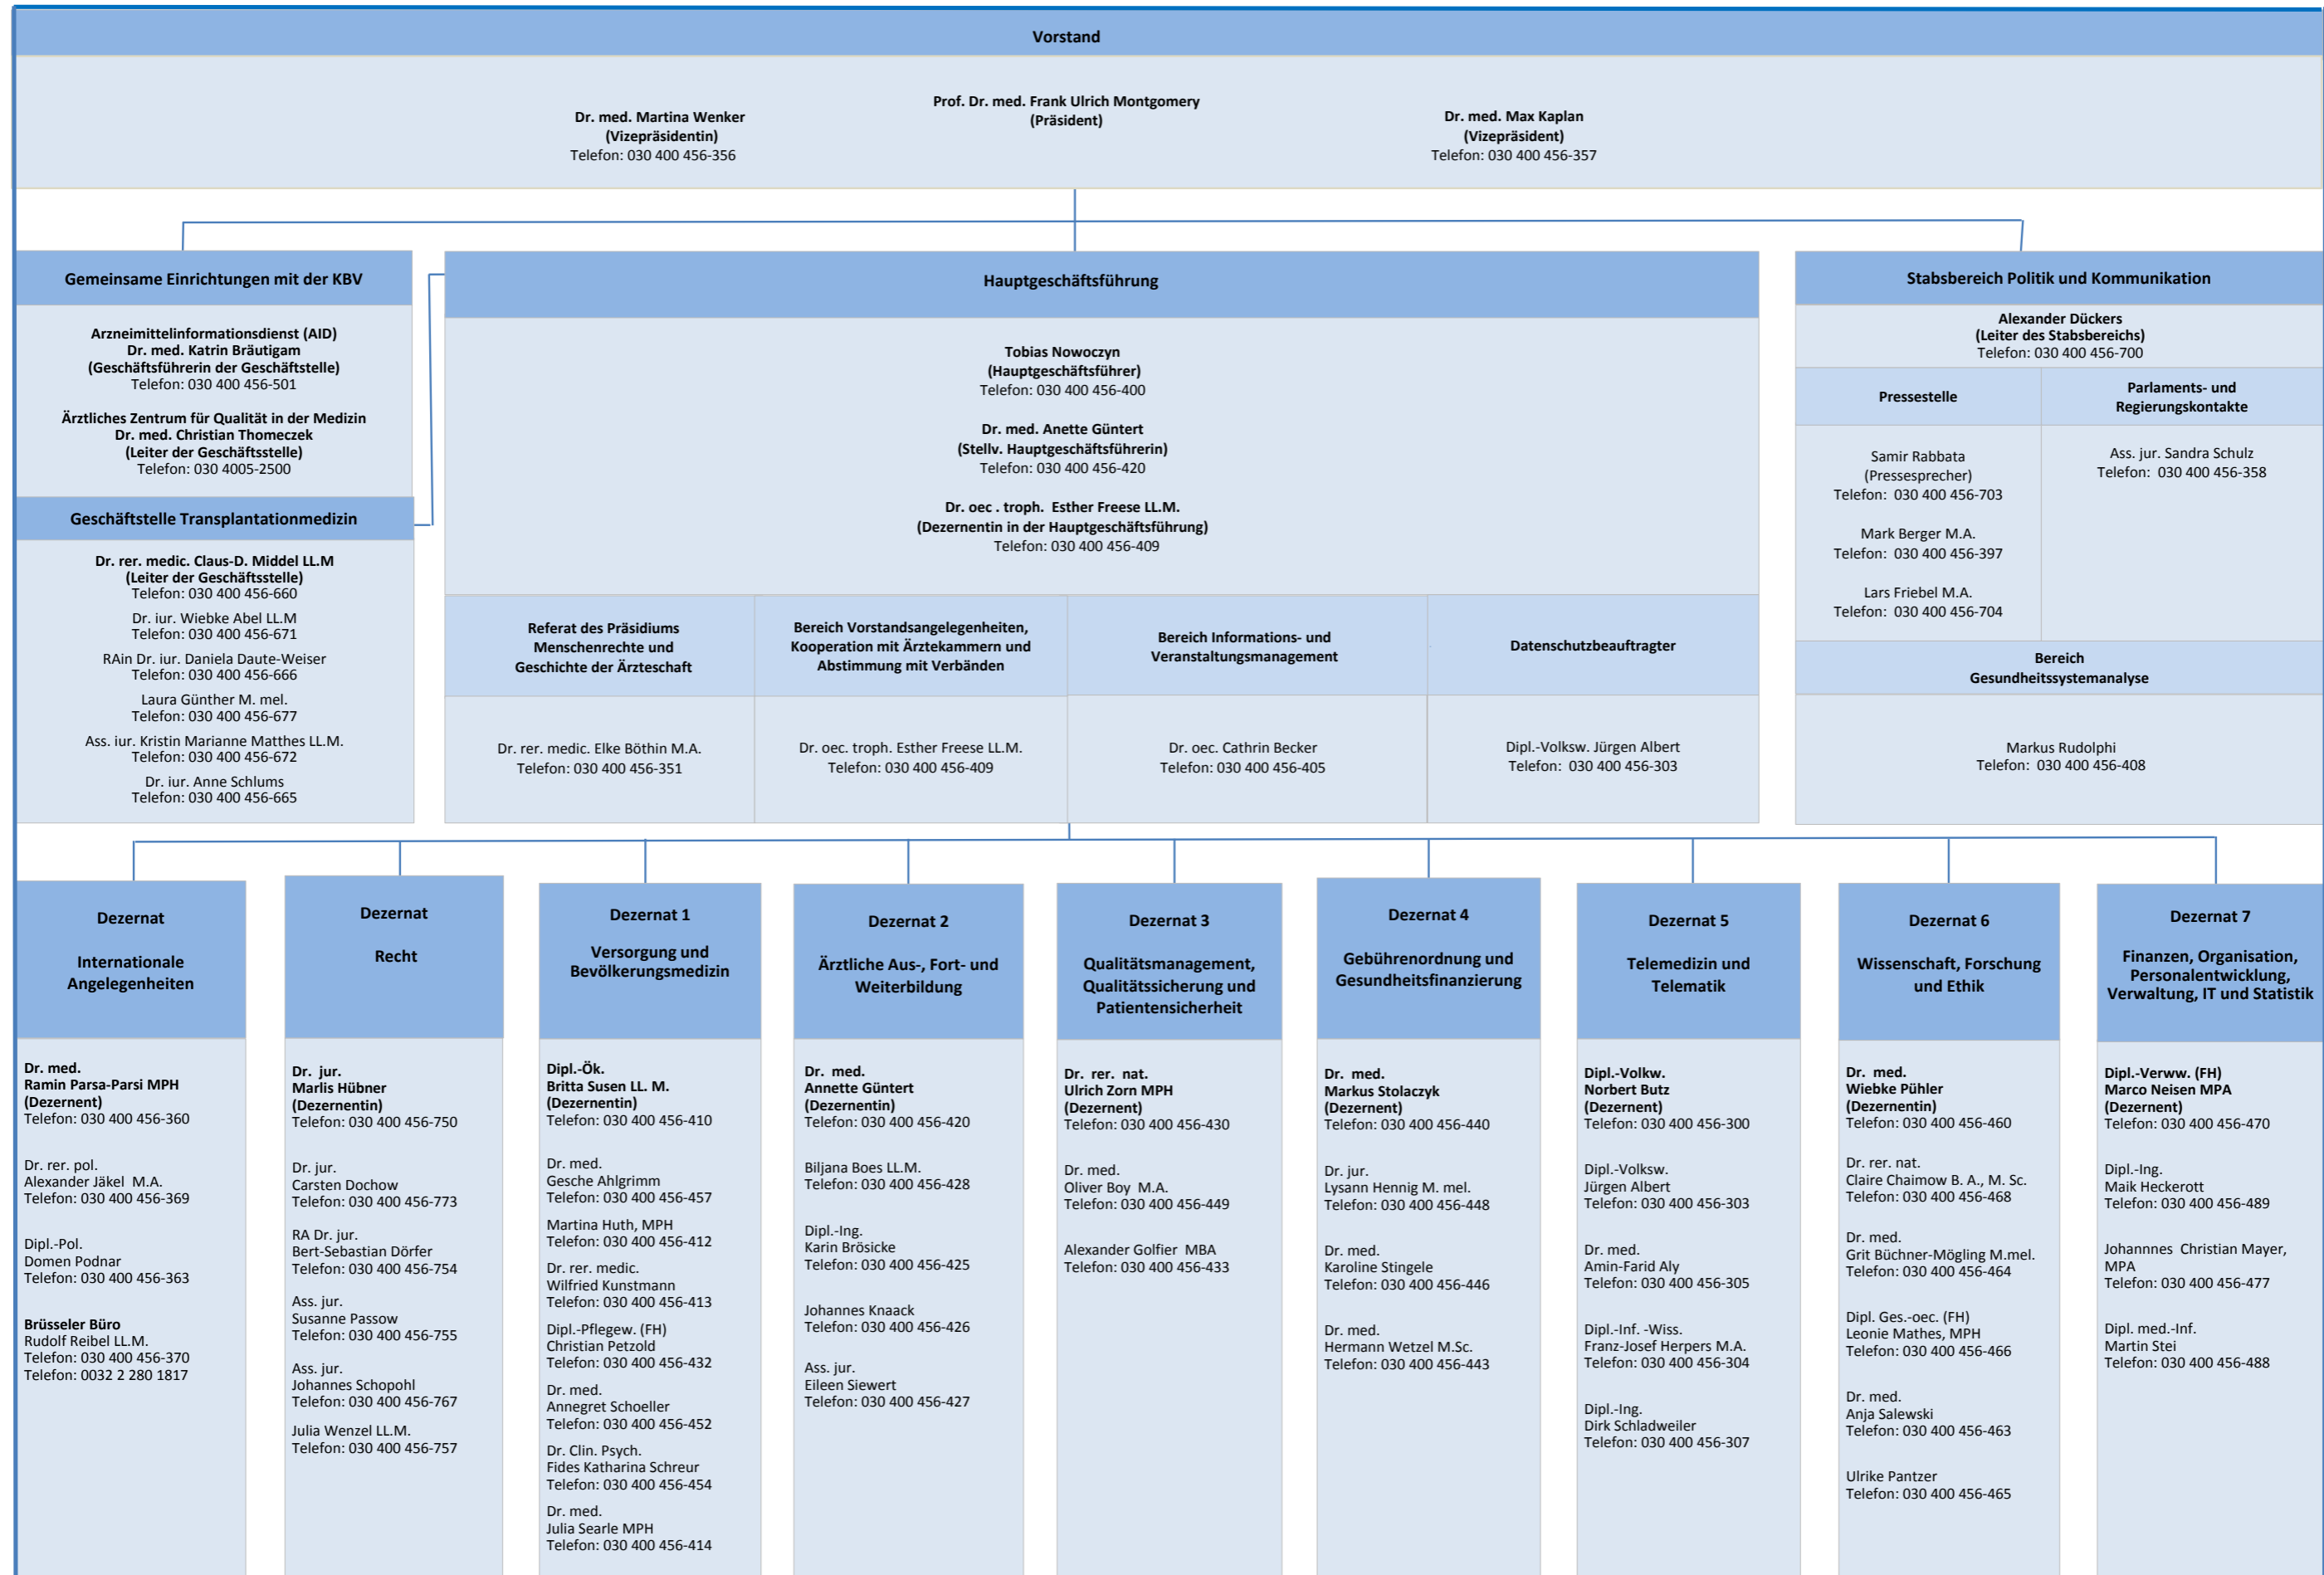 Vorstand
Prof. Dr. med. Frank Ulrich Montgomery
(Präsident)
Dr. med. Martina Wenker
(Vizepräsidentin)
Telefon: 030 400 456-356
Dr. med. Max Kaplan
(Vizepräsident)
Telefon: 030 400 456-357
Gemeinsame Einrichtungen mit der KBV
Arzneimittelinformationsdienst (AID)
Dr. med. Katrin Bräutigam
(Geschäftsführerin der Geschäftstelle)
Telefon: 030 400 456-501
Ärztliches Zentrum für Qualität in der Medizin
Dr. med. Christian Thomeczek
(Leiter der Geschäftsstelle)
Telefon: 030 4005-2500
Geschäftstelle Transplantationmedizin
Dr. rer. medic. Claus-D. Middel LL.M
(Leiter der Geschäftsstelle)
Telefon: 030 400 456-660
Dr. iur. Wiebke Abel LL.M
Telefon: 030 400 456-671
RAin Dr. iur. Daniela Daute-Weiser
Telefon: 030 400 456-666
Laura Günther M. mel.
Telefon: 030 400 456-677
Ass. iur. Kristin Marianne Matthes LL.M.
Telefon: 030 400 456-672
Dr. iur. Anne Schlums
Telefon: 030 400 456-665
Hauptgeschäftsführung
Tobias Nowoczyn
(Hauptgeschäftsführer)
Telefon: 030 400 456-400
Dr. med. Anette Güntert
(Stellv. Hauptgeschäftsführerin)
Telefon: 030 400 456-420
Dr. oec . troph. Esther Freese LL.M.
(Dezernentin in der Hauptgeschäftsführung)
Telefon: 030 400 456-409
Referat des Präsidiums
Menschenrechte und
Geschichte der Ärzteschaft
Dr. rer. medic. Elke Böthin M.A.
Telefon: 030 400 456-351
Bereich Vorstandsangelegenheiten,
Kooperation mit Ärztekammern und
Abstimmung mit Verbänden
Dr. oec. troph. Esther Freese LL.M.
Telefon: 030 400 456-409
Bereich Informations- und
Veranstaltungsmanagement
Dr. oec. Cathrin Becker
Telefon: 030 400 456-405
Datenschutzbeauftragter
Dipl.-Volksw. Jürgen Albert
Telefon: 030 400 456-303
Stabsbereich Politik und Kommunikation
Alexander Dückers
(Leiter des Stabsbereichs)
Telefon: 030 400 456-700
Pressestelle
Samir Rabbata
(Pressesprecher)
Telefon: 030 400 456-703
Mark Berger M.A.
Telefon: 030 400 456-397
Lars Friebel M.A.
Telefon: 030 400 456-704
Parlaments- und
Regierungskontakte
Ass. jur. Sandra Schulz
Telefon: 030 400 456-358
Bereich
Gesundheitssystemanalyse
Markus Rudolphi
Telefon: 030 400 456-408
Dezernat
Internationale
Angelegenheiten
Dr. med.
Ramin Parsa-Parsi MPH
(Dezernent)
Telefon: 030 400 456-360
Dr. rer. pol.
Alexander Jäkel M.A.
Telefon: 030 400 456-369
Dipl.-Pol.
Domen Podnar
Telefon: 030 400 456-363
Brüsseler Büro
Rudolf Reibel LL.M.
Telefon: 030 400 456-370
Telefon: 0032 2 280 1817
Dezernat
Recht
Dr. jur.
Marlis Hübner
(Dezernentin)
Telefon: 030 400 456-750
Dr. jur.
Carsten Dochow
Telefon: 030 400 456-773
RA Dr. jur.
Bert-Sebastian Dörfer
Telefon: 030 400 456-754
Ass. jur.
Susanne Passow
Telefon: 030 400 456-755
Ass. jur.
Johannes Schopohl
Telefon: 030 400 456-767
Julia Wenzel LL.M.
Telefon: 030 400 456-757
Dezernat 1
Versorgung und
Bevölkerungsmedizin
Dipl.-Ök.
Britta Susen LL. M.
(Dezernentin)
Telefon: 030 400 456-410
Dr. med.
Gesche Ahlgrimm
Telefon: 030 400 456-457
Martina Huth, MPH
Telefon: 030 400 456-412
Dr. rer. medic.
Wilfried Kunstmann
Telefon: 030 400 456-413
Dipl.-Pflegew. (FH)
Christian Petzold
Telefon: 030 400 456-432
Dr. med.
Annegret Schoeller
Telefon: 030 400 456-452
Dr. Clin. Psych.
Fides Katharina Schreur
Telefon: 030 400 456-454
Dr. med.
Julia Searle MPH
Telefon: 030 400 456-414
Dezernat 2
Ärztliche Aus-, Fort- und
Weiterbildung
Dr. med.
Annette Güntert
(Dezernentin)
Telefon: 030 400 456-420
Biljana Boes LL.M.
Telefon: 030 400 456-428
Dipl.-Ing.
Karin Brösicke
Telefon: 030 400 456-425
Johannes Knaack
Telefon: 030 400 456-426
Ass. jur.
Eileen Siewert
Telefon: 030 400 456-427
Dezernat 3
Qualitätsmanagement,
Qualitätssicherung und
Patientensicherheit
Dr. rer. nat.
Ulrich Zorn MPH
(Dezernent)
Telefon: 030 400 456-430
Dr. med.
Oliver Boy M.A.
Telefon: 030 400 456-449
Alexander Golfier MBA
Telefon: 030 400 456-433
Dezernat 4
Gebührenordnung und
Gesundheitsfinanzierung
Dr. med.
Markus Stolaczyk
(Dezernent)
Telefon: 030 400 456-440
Dr. jur.
Lysann Hennig M. mel.
Telefon: 030 400 456-448
Dr. med.
Karoline Stingele
Telefon: 030 400 456-446
Dr. med.
Hermann Wetzel M.Sc.
Telefon: 030 400 456-443
Dezernat 5
Telemedizin und
Telematik
Dipl.-Volkw.
Norbert Butz
(Dezernent)
Telefon: 030 400 456-300
Dipl.-Volksw.
Jürgen Albert
Telefon: 030 400 456-303
Dr. med.
Amin-Farid Aly
Telefon: 030 400 456-305
Dipl.-Inf. -Wiss.
Franz-Josef Herpers M.A.
Telefon: 030 400 456-304
Dipl.-Ing.
Dirk Schladweiler
Telefon: 030 400 456-307
Dezernat 6
Wissenschaft, Forschung
und Ethik
Dr. med.
Wiebke Pühler
(Dezernentin)
Telefon: 030 400 456-460
Dr. rer. nat.
Claire Chaimow B. A., M. Sc.
Telefon: 030 400 456-468
Dr. med.
Grit Büchner-Mögling M.mel.
Telefon: 030 400 456-464
Dipl. Ges.-oec. (FH)
Leonie Mathes, MPH
Telefon: 030 400 456-466
Dr. med.
Anja Salewski
Telefon: 030 400 456-463
Ulrike Pantzer
Telefon: 030 400 456-465
Dezernat 7
Finanzen, Organisation,
Personalentwicklung,
Verwaltung, IT und Statistik
Dipl.-Verww. (FH)
Marco Neisen MPA
(Dezernent)
Telefon: 030 400 456-470
Dipl.-Ing.
Maik Heckerott
Telefon: 030 400 456-489
Johannnes Christian Mayer,
MPA
Telefon: 030 400 456-477
Dipl. med.-Inf.
Martin Stei
Telefon: 030 400 456-488